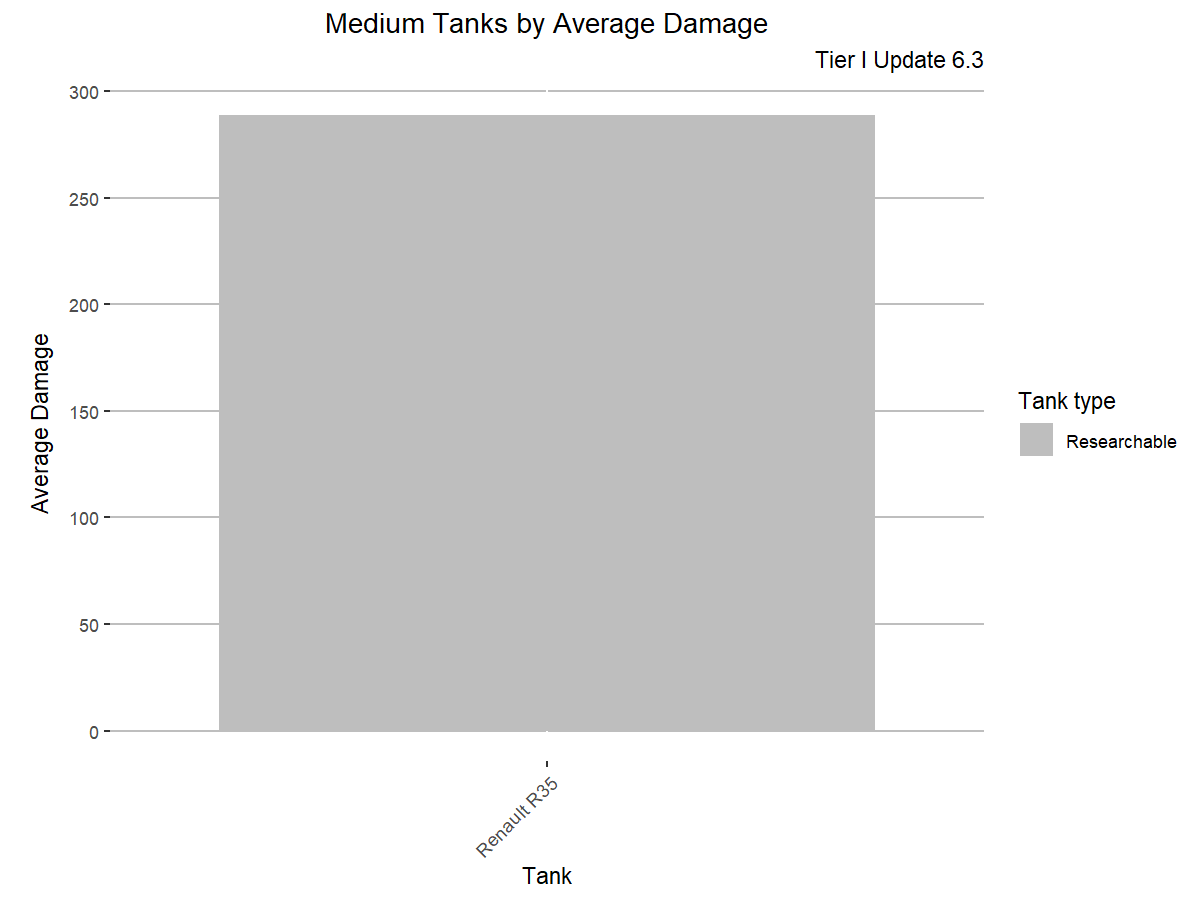 Medium Tanks by Average Damage
Tier I Update 6.3
Average Damage
300
250
200
150
100
50
0
Renault R35
Tank
Tank type
Researchable